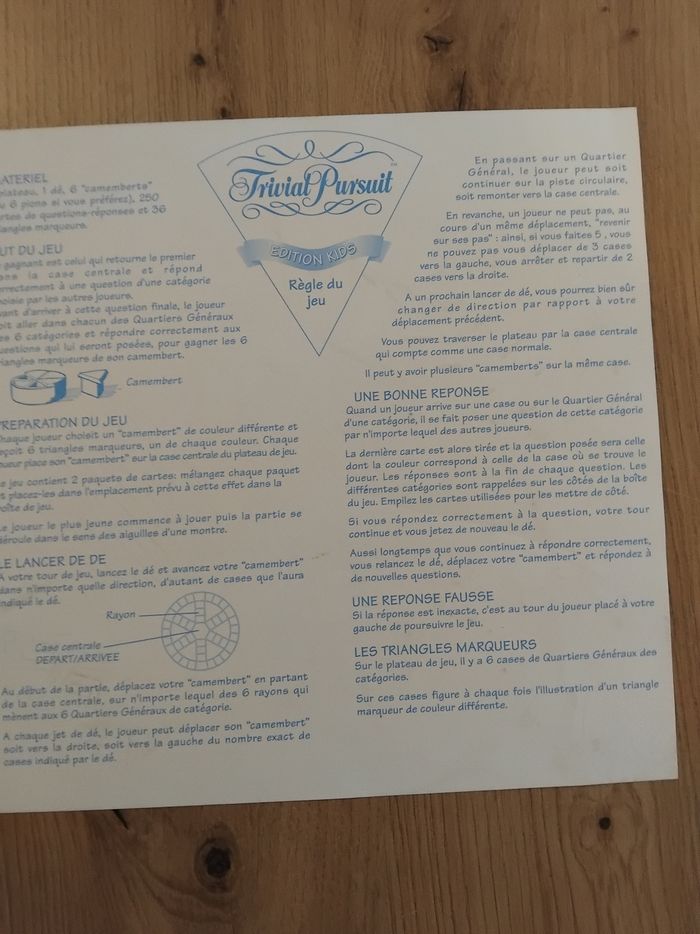 Trivial Pursuit
™
EDITION KIDS
Règle du
jeu
ATERIEL
plateau, 1 dé, 6 "camemberts"
u 6 pions si vous préférez), 250
rtes de questions-réponses et 36
iangles marqueurs.
UT DU JEU
gagnant est celui qui retourne le premier
ans la case centrale et répond
rrectement à une question d'une catégorie
hoisie par les autres joueurs.
vant d'arriver à cette question finale, le joueur
oit aller dans chacun des Quartiers Généraux
es 6 catégories et répondre correctement aux
uestions qui lui seront posées, pour gagner les 6
iangles marqueurs de son camembert.
Camembert
REPARATION DU JEU
haque joueur choisit un "camembert" de couleur différente et
eçoit 6 triangles marqueurs, un de chaque couleur. Chaque
oueur place son "camembert" sur la case centrale du plateau de jeu.
e jeu contient 2 paquets de cartes: mélangez chaque paquet
t placez-les dans l'emplacement prévu à cette effet dans la
oîte de jeu.
e joueur le plus jeune commence à jouer puis la partie se
déroule dans le sens des aiguilles d'une montre.
LE LANCER DE DE
A votre tour de jeu, lancez le dé et avancez votre "camembert"
dans n'importe quelle direction, d'autant de cases que l'aura
indiqué le dé.
Rayon
Case centrale
DEPART/ARRIVEE
Au début de la partie, déplacez votre "camembert" en partant
de la case centrale, sur n'importe lequel des 6 rayons qui
mènent aux 6 Quartiers Généraux de catégorie.
A chaque jet de dé, le joueur peut déplacer son "camembert"
soit vers la droite, soit vers la gauche du nombre exact de
cases indiqué par le dé.
En passant sur un Quartier
Général, le joueur peut soit
continuer sur la piste circulaire,
soit remonter vers la case centrale.
En revanche, un joueur ne peut pas, au
cours d'un même déplacement, "revenir
sur ses pas" : ainsi, si vous faites 5 , vous
ne pouvez pas vous déplacer de 3 cases
vers la gauche, vous arrêter et repartir de 2
cases vers la droite.
A un prochain lancer de dé, vous pourrez bien sûr
changer de direction par rapport à votre
déplacement précédent.
Vous pouvez traverser le plateau par la case centrale
qui compte comme une case normale.
Il peut y avoir plusieurs "camemberts" sur la même case.
UNE BONNE REPONSE
Quand un joueur arrive sur une case ou sur le Quartier Général
d'une catégorie, il se fait poser une question de cette catégorie
par n'importe lequel des autres joueurs.
La dernière carte est alors tirée et la question posée sera celle
dont la couleur correspond à celle de la case où se trouve le
joueur. Les réponses sont à la fin de chaque question. Les
différentes catégories sont rappelées sur les côtés de la boîte
du jeu. Empilez les cartes utilisées pour les mettre de côté.
Si vous répondez correctement à la question, votre tour
continue et vous jetez de nouveau le dé.
Aussi longtemps que vous continuez à répondre correctement,
vous relancez le dé, déplacez votre "camembert" et répondez à
de nouvelles questions.
UNE REPONSE FAUSSE
Si la réponse est inexacte, c'est au tour du joueur placé à votre
gauche de poursuivre le jeu.
LES TRIANGLES MARQUEURS
Sur le plateau de jeu, il y a 6 cases de Quartiers Généraux des
catégories.
Sur ces cases figure à chaque fois l'illustration d'un triangle
marqueur de couleur différente.